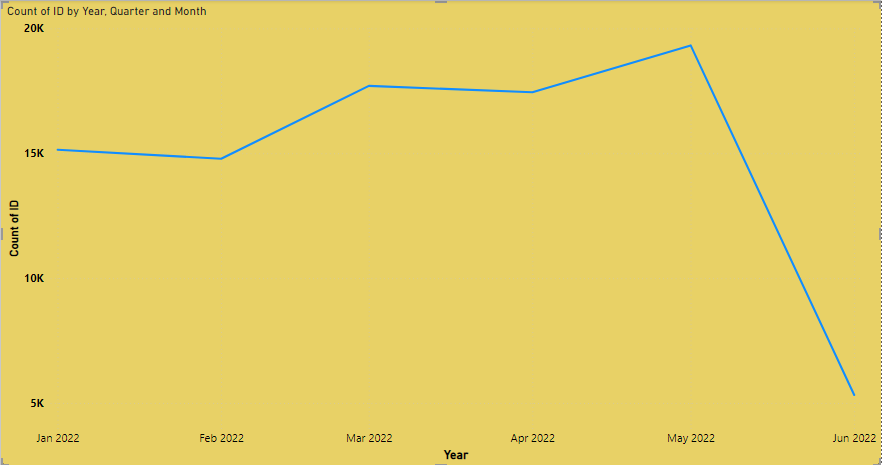 Count of ID by Year, Quarter and Month
20K
15K
10K
5K
Count of ID
Jan 2022
Feb 2022
Mar 2022
Apr 2022
May 2022
Jun 2022
Year